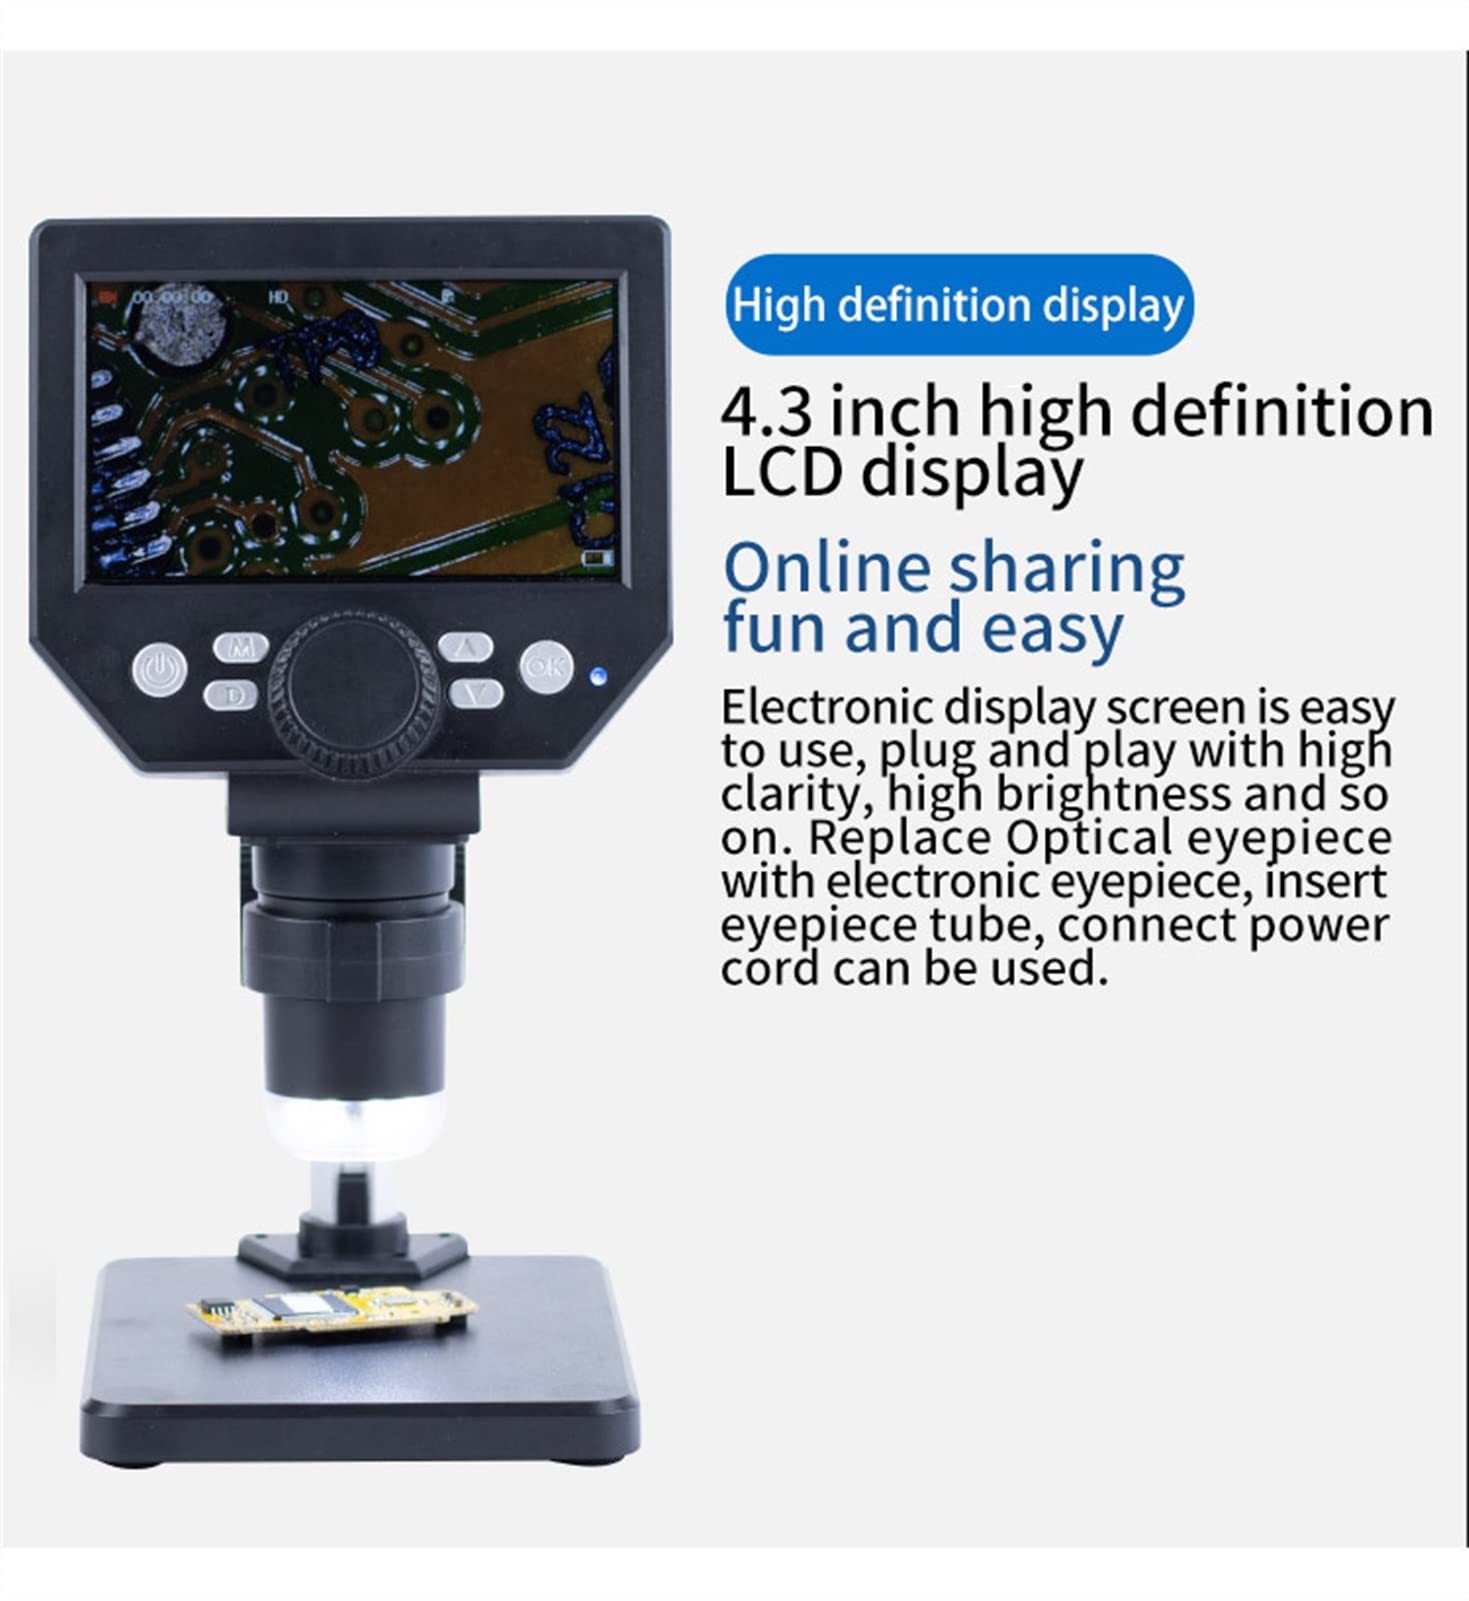 00:00:00
HD
M
D
OK
High definition display
4.3 inch high definition
LCD display
Online sharing
fun and easy
Electronic display screen is easy
to use, plug and play with high
clarity, high brightness and so
on. Replace Optical eyepiece
with electronic eyepiece, insert
eyepiece tube, connect power
cord can be used.